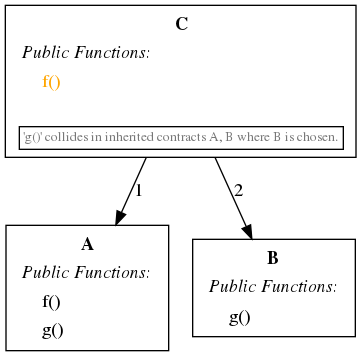 C
Public Functions:
f()
'g()' collides in inherited contracts A, B where B is chosen.
1
2
A
Public Functions:
f()
g()
B
Public Functions:
g()